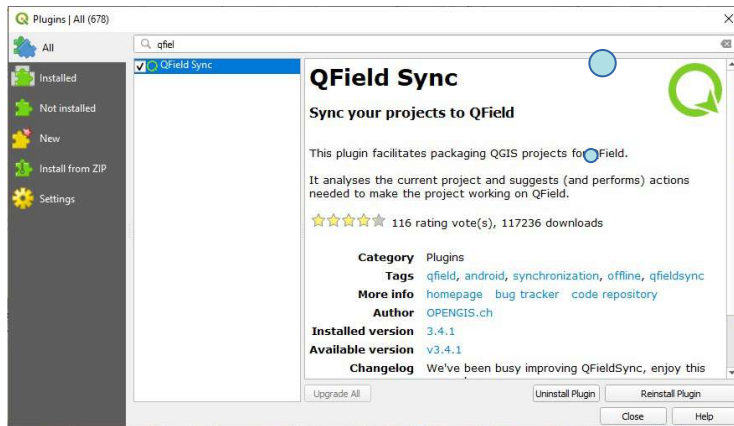 Plugins | All (678)
All
Installed
Not installed
New
Install from ZIP
Settings
qfiel
QField Sync
QField Sync
Sync your projects to QField
This plugin facilitates packaging QGIS projects for QField.
It analyses the current project and suggests (and performs) actions
needed to make the project working on QField.
116 rating vote(s), 117236 downloads
Category Plugins
Tags qfield, android, synchronization, offline, qfieldsync
More info homepage bug tracker code repository
Author OPENGIS.ch
Installed version 3.4.1
Available version v3.4.1
Changelog We've been busy improving QFieldSync, enjoy this
Upgrade All
Uninstall Plugin
Reinstall Plugin
Close
Help